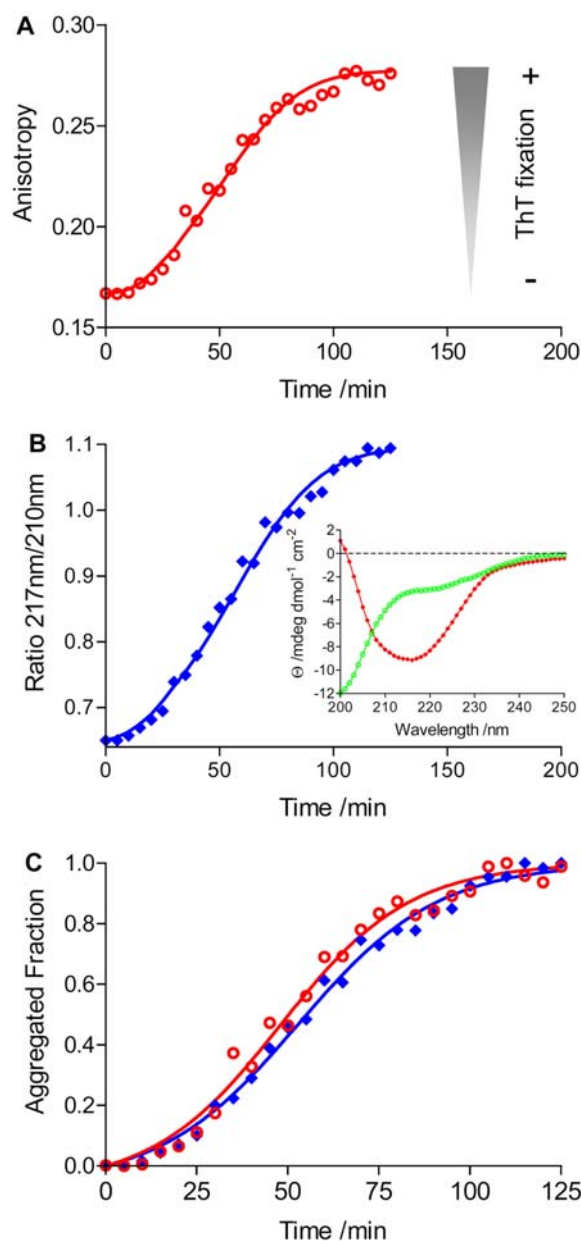 A
0.30
0.25
0.20
0.15
Anisotropy
0 50 100 150 200
Time /min
+
ThT fixation
-
B
1.1
1.0
0.9
0.8
0.7
Ratio 217nm/210nm
0 50 100 150 200
Time /min
Θ /mdeg dmol⁻¹ cm⁻²
2
0
-2
-4
-6
-8
-10
-12
200 210 220 230 240 250
Wavelength /nm
C
1.0
0.8
0.6
0.4
0.2
0.0
Aggregated Fraction
0 25 50 75 100 125
Time /min